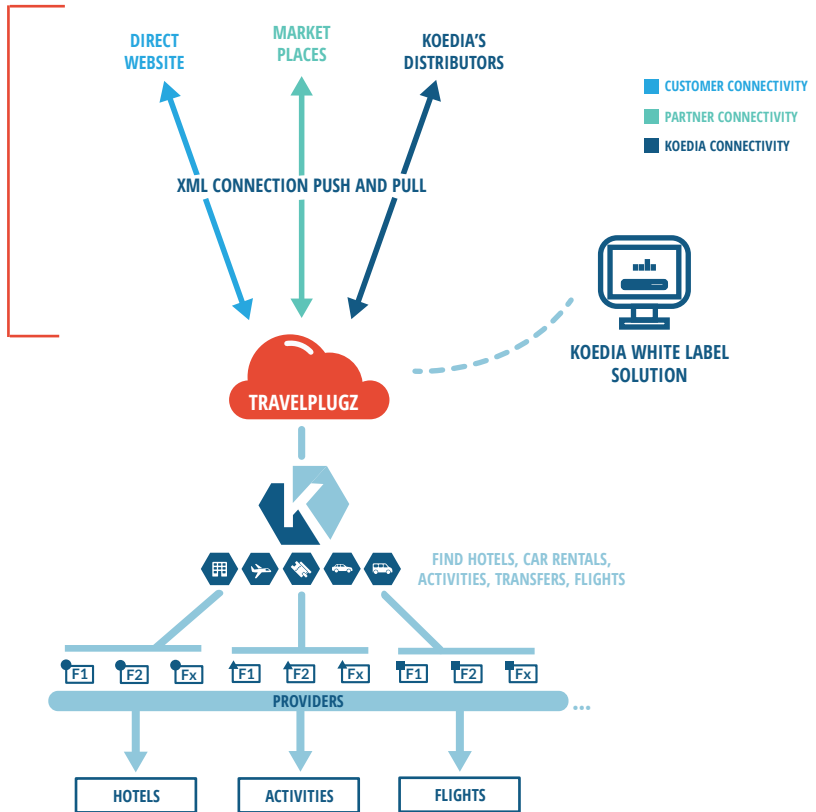 DIRECT
WEBSITE
MARKET
PLACES
KOEDIA'S
DISTRIBUTORS
CUSTOMER CONNECTIVITY
PARTNER CONNECTIVITY
KOEDIA CONNECTIVITY
XML CONNECTION PUSH AND PULL
KOEDIA WHITE LABEL
SOLUTION
TRAVELPLUGZ
K
FIND HOTELS, CAR RENTALS,
ACTIVITIES, TRANSFERS, FLIGHTS
F1 F2 Fx F1 F2 Fx F1 F2 Fx
PROVIDERS ...
HOTELS ACTIVITIES FLIGHTS